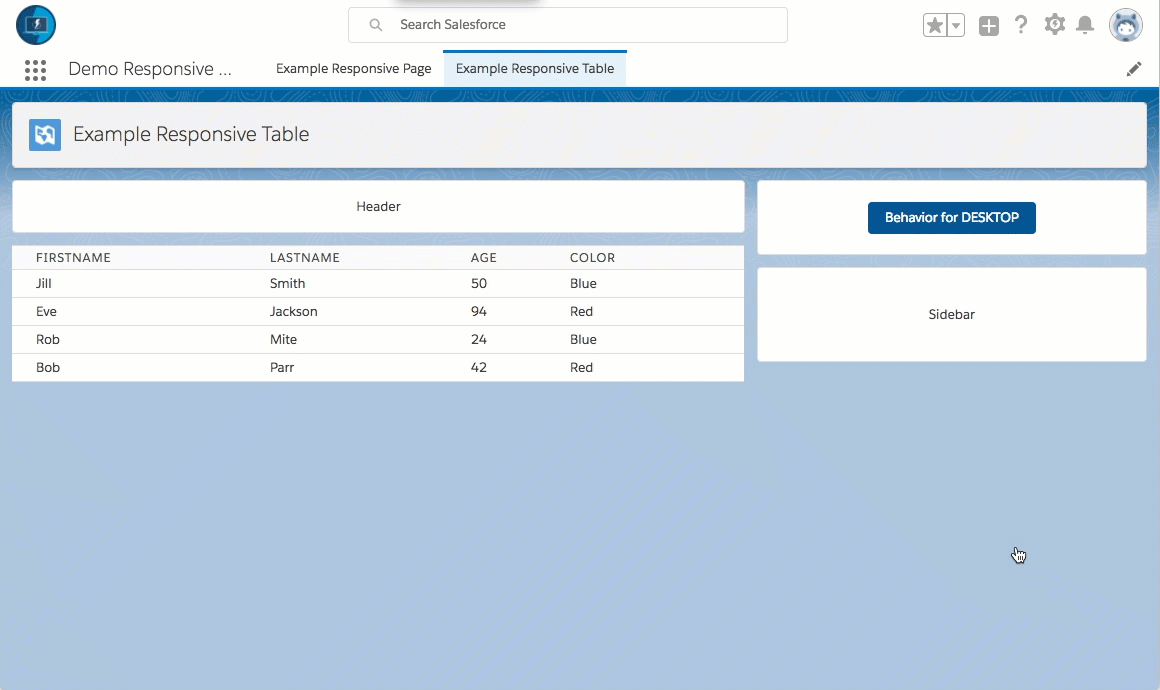 Search Salesforce
Demo Responsive ...
Example Responsive Page
Example Responsive Table
Example Responsive Table
Header
Behavior for DESKTOP
FIRSTNAME LASTNAME AGE COLOR
Jill Smith 50 Blue
Eve Jackson 94 Red
Rob Mite 24 Blue
Bob Parr 42 Red
Sidebar